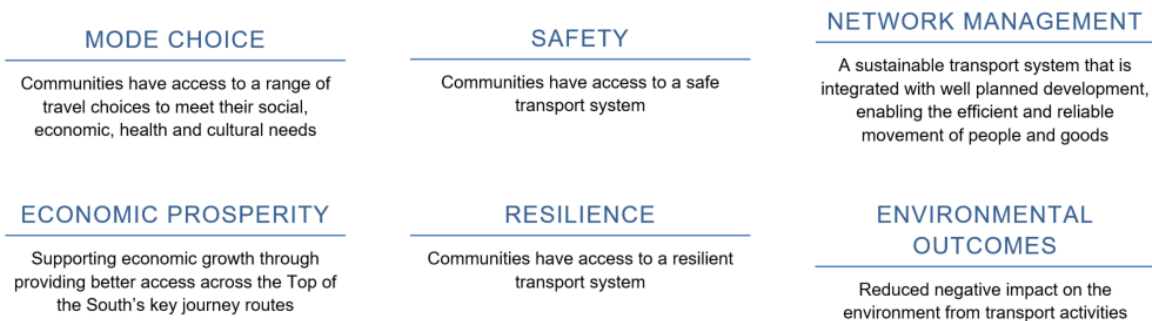 MODE CHOICE
Communities have access to a range of
travel choices to meet their social,
economic, health and cultural needs
SAFETY
Communities have access to a safe
transport system
NETWORK MANAGEMENT
A sustainable transport system that is
integrated with well planned development,
enabling the efficient and reliable
movement of people and goods
ECONOMIC PROSPERITY
Supporting economic growth through
providing better access across the Top of
the South's key journey routes
RESILIENCE
Communities have access to a resilient
transport system
ENVIRONMENTAL
OUTCOMES
Reduced negative impact on the
environment from transport activities